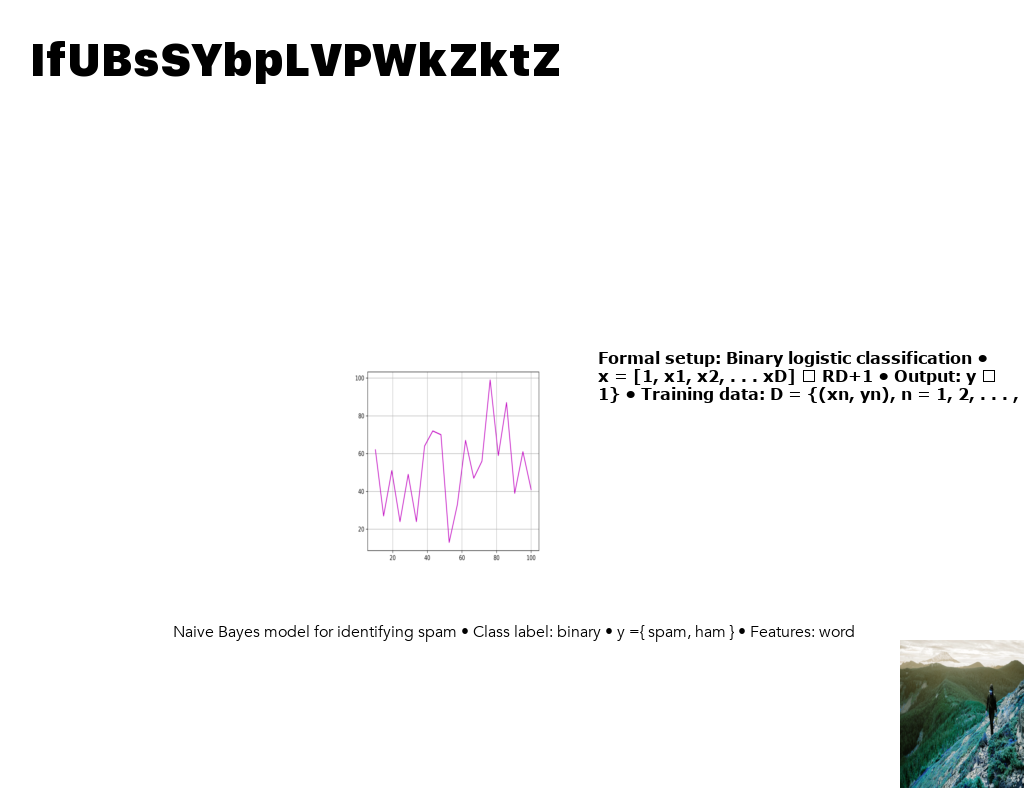 IfUBsSYbpLVPWkZktZ
Formal setup: Binary logistic classification •
x = [1, x1, x2, . . . xD] □ RD+1 • Output: y □
1} • Training data: D = {(xn, yn), n = 1, 2, . . . ,
100
80
60
40
20
20 40 60 80 100
Naive Bayes model for identifying spam • Class label: binary • y ={ spam, ham } • Features: word